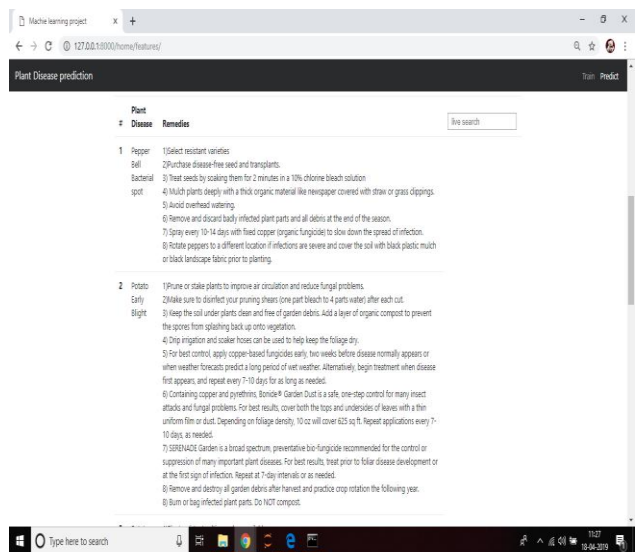 Machie learning project
127.0.0.1:8000/home/features/
Plant Disease prediction
Train Predict
# Plant Disease Remedies
live search
1 Pepper Bell Bacterial spot
1)Select resistant varieties
2)Purchase disease-free seed and transplants.
3) Treat seeds by soaking them for 2 minutes in a 10% chlorine bleach solution
4) Mulch plants deeply with a thick organic material like newspaper covered with straw or grass clippings.
5) Avoid overhead watering.
6) Remove and discard badly infected plant parts and all debris at the end of the season.
7) Spray every 10-14 days with fixed copper (organic fungicide) to slow down the spread of infection.
8) Rotate peppers to a different location if infections are severe and cover the soil with black plastic mulch
or black landscape fabric prior to planting.
2 Potato Early Blight
1)Prune or stake plants to improve air circulation and reduce fungal problems.
2)Make sure to disinfect your pruning shears (one part bleach to 4 parts water) after each cut.
3) Keep the soil under plants clean and free of garden debris. Add a layer of organic compost to prevent
the spores from splashing back up onto vegetation.
4) Drip irrigation and soaker hoses can be used to help keep the foliage dry.
5) For best control, apply copper-based fungicides early, two weeks before disease normally appears or
when weather forecasts predict a long period of wet weather. Alternatively, begin treatment when disease
first appears, and repeat every 7-10 days for as long as needed.
6) Containing copper and pyrethrins, Bonide® Garden Dust is a safe, one-step control for many insect
attacks and fungal problems. For best results, cover both the tops and undersides of leaves with a thin
uniform film or dust. Depending on foliage density, 10 oz will cover 625 sq ft. Repeat applications every 7-
10 days, as needed.
7) SERENADE Garden is a broad spectrum, preventative bio-fungicide recommended for the control or
suppression of many important plant diseases. For best results, treat prior to foliar disease development or
at the first sign of infection. Repeat at 7-day intervals or as needed.
8) Remove and destroy all garden debris after harvest and practice crop rotation the following year.
8) Burn or bag infected plant parts. Do NOT compost.
Type here to search
11:27
18-04-2019